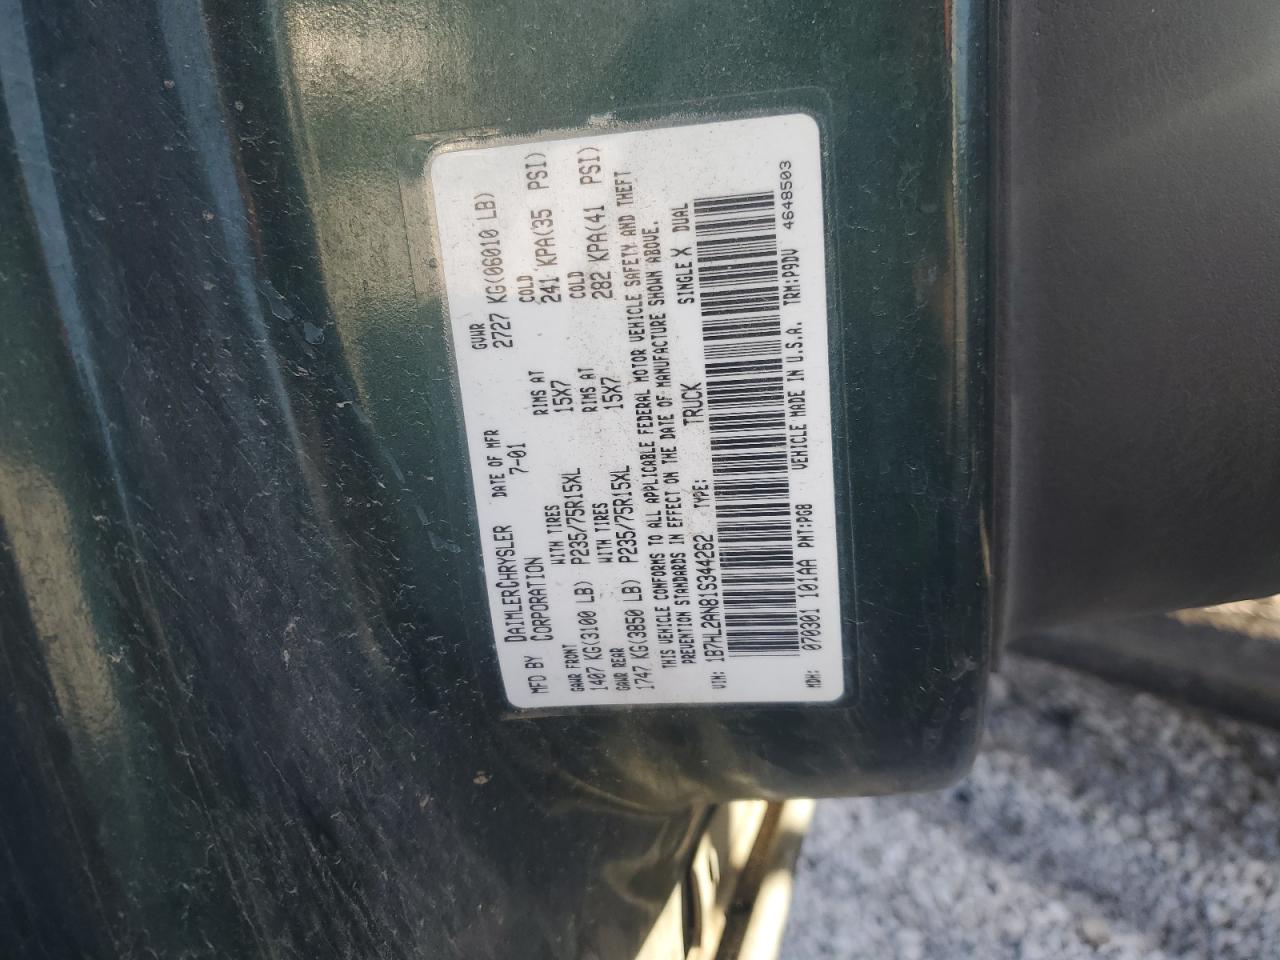 MFD BY DAIMLERCHRYSLER CORPORATION DATE OF MFR 7-01 GVWR 2727 KG(06010 LB)
GAWR FRONT WITH TIRES RIMS AT COLD
1407 KG(3100 LB) P235/75R15XL 15X7 241 KPA(35 PSI)
GAWR REAR WITH TIRES RIMS AT COLD
1747 KG(3850 LB) P235/75R15XL 15X7 282 KPA(41 PSI)
THIS VEHICLE CONFORMS TO ALL APPLICABLE FEDERAL MOTOR VEHICLE SAFETY AND THEFT
PREVENTION STANDARDS IN EFFECT ON THE DATE OF MANUFACTURE SHOWN ABOVE.
VIN: 1B7HL2AN81S344262 TYPE: TRUCK SINGLE X DUAL
MDH: 070301 101AA PNT:PG8 VEHICLE MADE IN U.S.A. TRM:P9DV 4648503